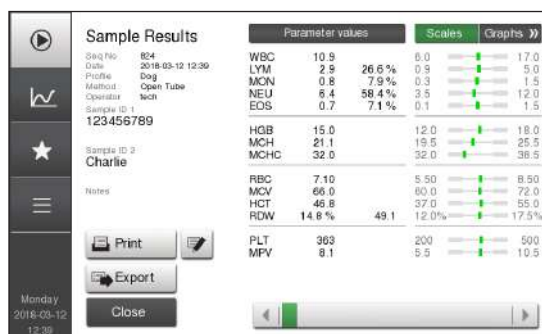 Sample Results
Seq No 824
Date 2018-03-12 12:39
Profile Dog
Method Open Tube
Operator tech
Sample ID 1
123456789
Sample ID 2
Charlie
Notes
Print
Export
Close
Monday
2018-03-12
12:39
Parameter values Scales Graphs »
WBC 10.9 6.0 17.0
LYM 2.9 26.6 % 0.9 5.0
MON 0.8 7.9 % 0.3 1.5
NEU 6.4 58.4 % 3.5 12.0
EOS 0.7 7.1 % 0.1 1.5
HGB 15.0 12.0 18.0
MCH 21.1 19.5 25.5
MCHC 32.0 32.0 38.5
RBC 7.10 5.50 8.50
MCV 66.0 60.0 72.0
HCT 46.8 37.0 55.0
RDW 14.8 % 49.1 12.0% 17.5%
PLT 363 200 500
MPV 8.1 5.5 10.5